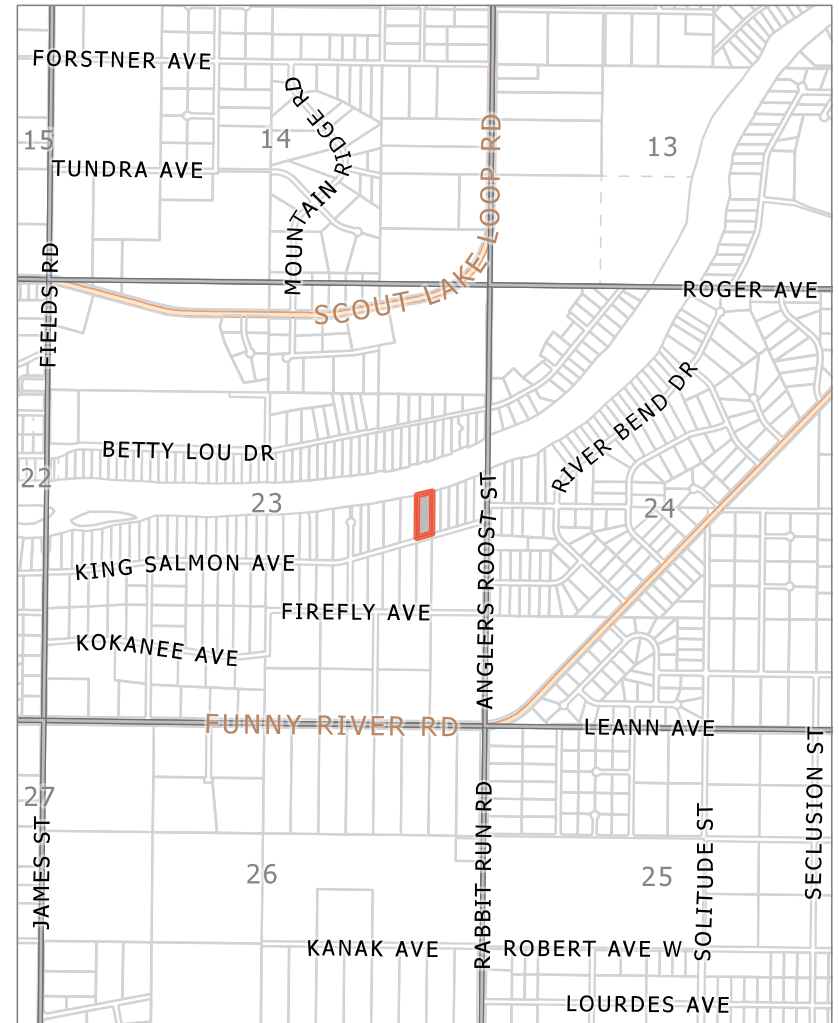 FORSTNER AVE
MOUNTAIN RIDGE RD
SCOUT LAKE LOOP RD
15
14
13
TUNDRA AVE
FIELDS RD
ROGER AVE
RIVER BEND DR
BETTY LOU DR
22
23
24
ANGLERS ROOST ST
KING SALMON AVE
FIREFLY AVE
KOKANEE AVE
FUNNY RIVER RD
LEANN AVE
SECLUSION ST
27
JAMES ST
RABBIT RUN RD
SOLITUDE ST
26
25
KANAK AVE
ROBERT AVE W
LOURDES AVE